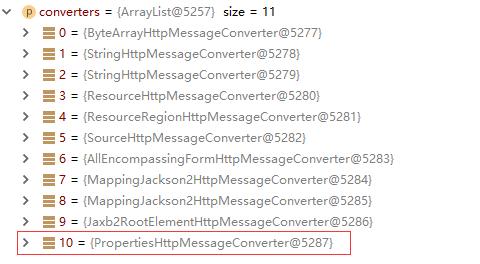 p converters = {ArrayList@5257} size = 11
0 = {ByteArrayHttpMessageConverter@5277}
1 = {StringHttpMessageConverter@5278}
2 = {StringHttpMessageConverter@5279}
3 = {ResourceHttpMessageConverter@5280}
4 = {ResourceRegionHttpMessageConverter@5281}
5 = {SourceHttpMessageConverter@5282}
6 = {AllEncompassingFormHttpMessageConverter@5283}
7 = {MappingJackson2HttpMessageConverter@5284}
8 = {MappingJackson2HttpMessageConverter@5285}
9 = {Jaxb2RootElementHttpMessageConverter@5286}
10 = {PropertiesHttpMessageConverter@5287}